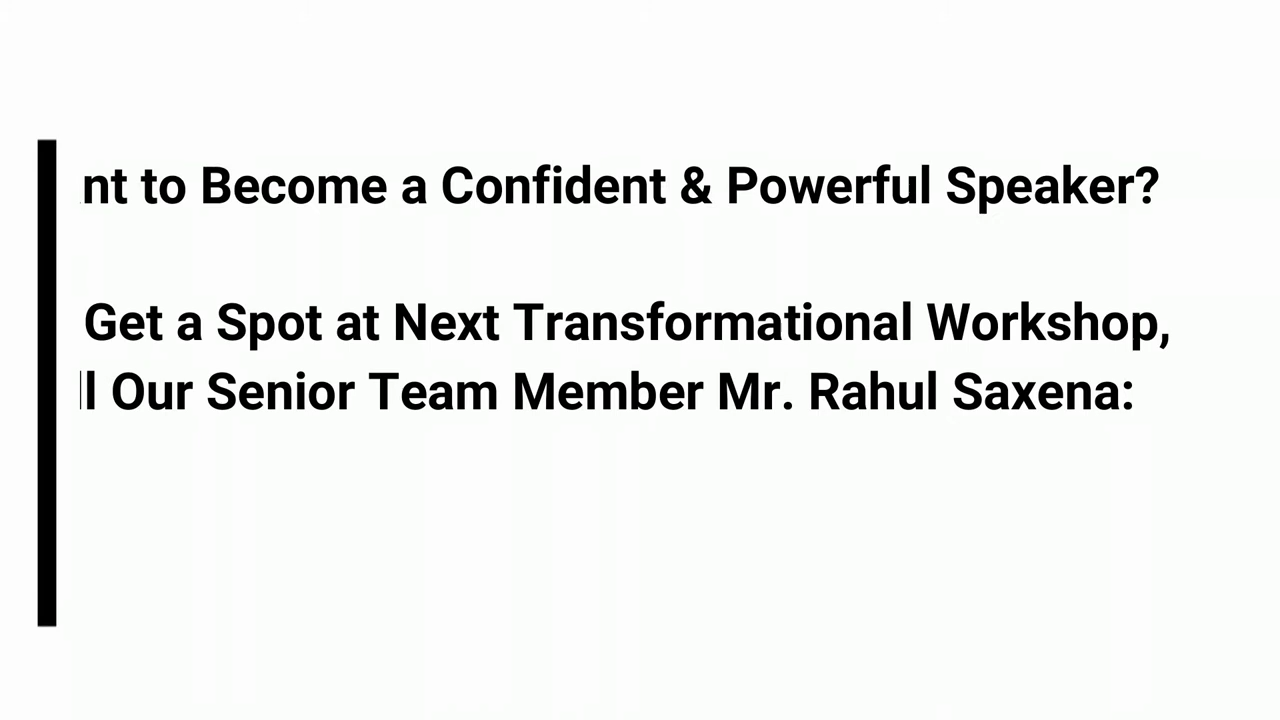 nt to Become a Confident & Powerful Speaker?
Get a Spot at Next Transformational Workshop,
ll Our Senior Team Member Mr. Rahul Saxena: